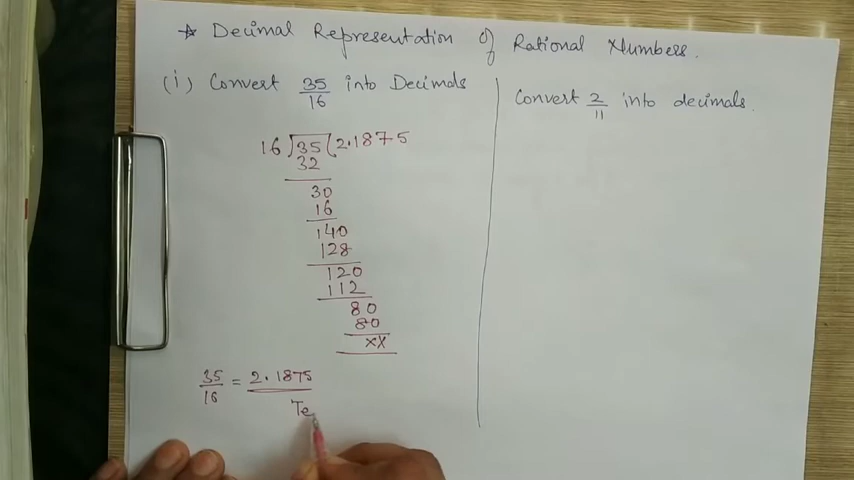 * Decimal Representation of Rational Numbers.
(i) Convert 35/16 into Decimals
16)35(2.1875
32
30
16
140
128
120
112
80
80
xx
35/16 = 2.1875
Te
Convert 2/11 into decimals.